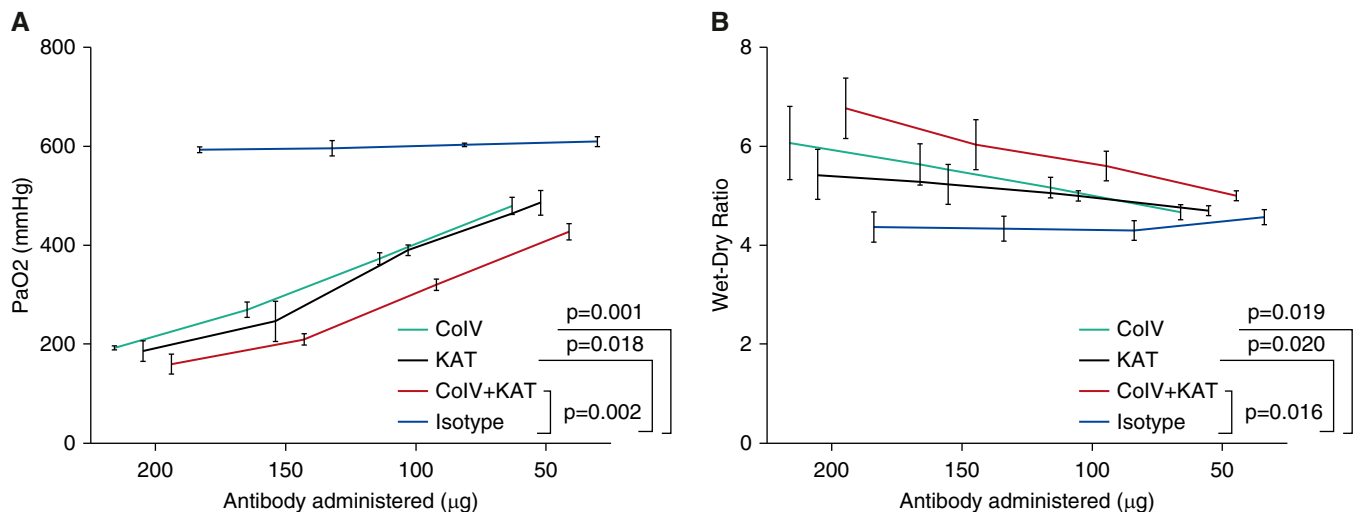 A
800
600
400
200
0
PaO2 (mmHg)
200 150 100 50
Antibody administered (μg)
ColV
KAT
ColV+KAT
Isotype
p=0.001
p=0.018
p=0.002
B
8
6
4
2
0
Wet-Dry Ratio
200 150 100 50
Antibody administered (μg)
ColV
KAT
ColV+KAT
Isotype
p=0.019
p=0.020
p=0.016